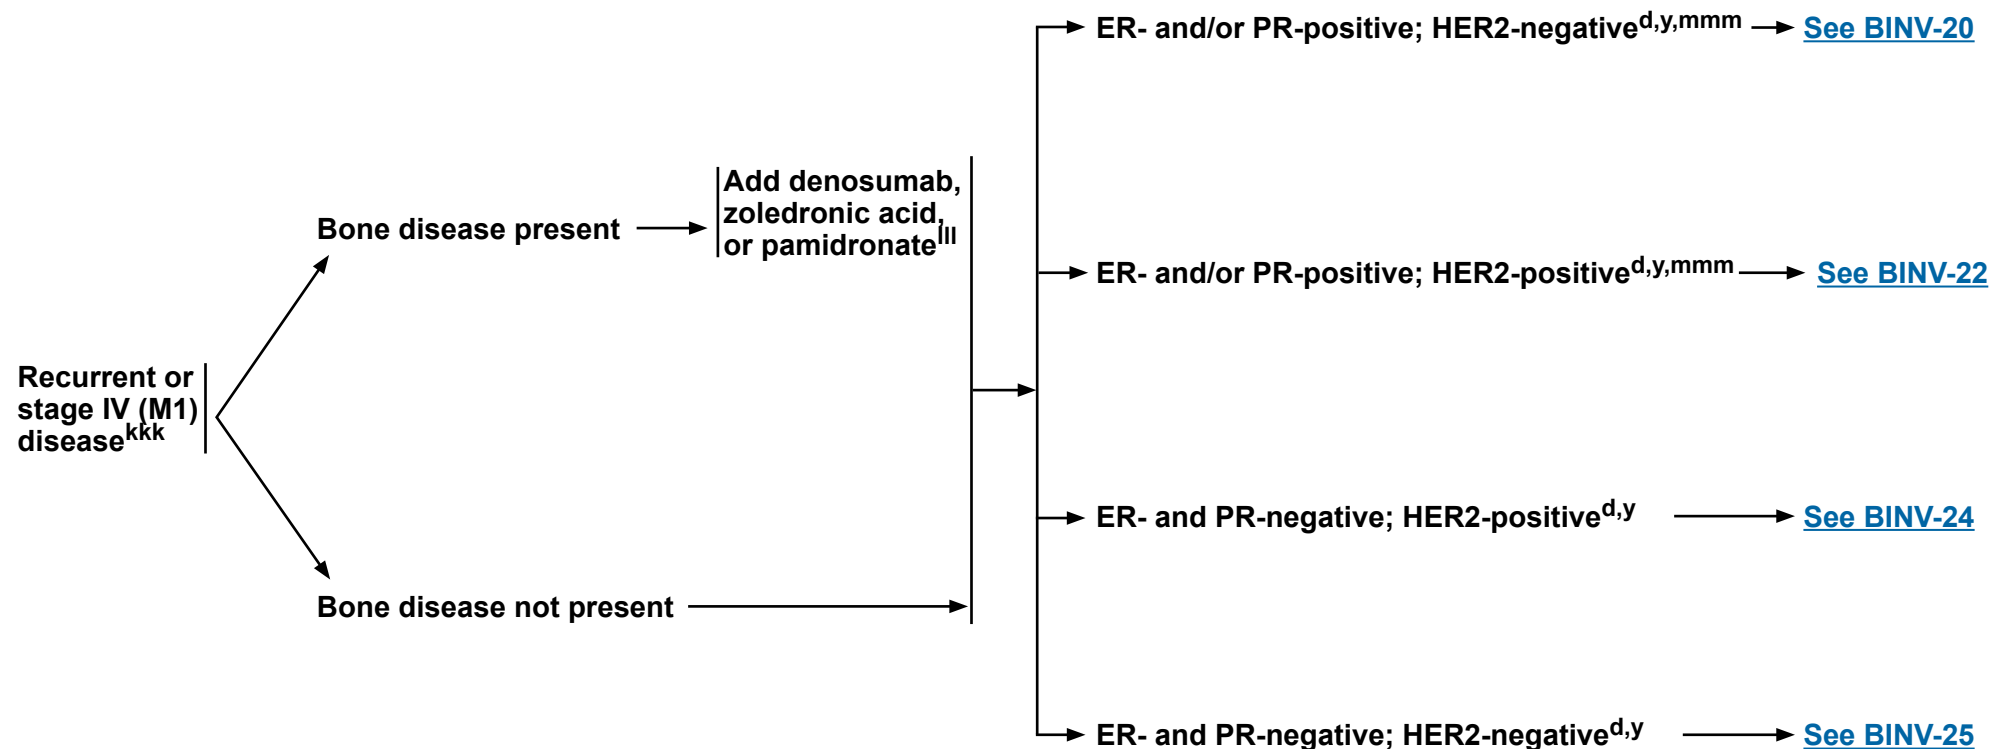 ER- and/or PR-positive; HER2-negatived,y,mmm
See BINV-20
Add denosumab,
zoledronic acid,
or pamidronatelll
Bone disease present
ER- and/or PR-positive; HER2-positived,y,mmm
See BINV-22
Recurrent or
stage IV (M1)
diseasekkk
ER- and PR-negative; HER2-positived,y
See BINV-24
Bone disease not present
ER- and PR-negative; HER2-negatived,y
See BINV-25